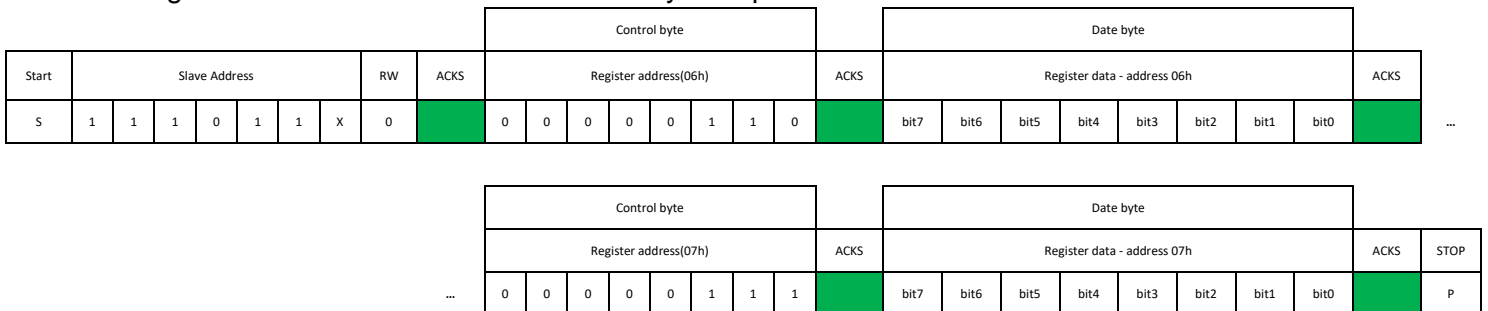 Control byte Date byte
Start Slave Address RW ACKS Register address(06h) ACKS Register data - address 06h ACKS
S 1 1 1 0 1 1 X 0 0 0 0 0 0 1 1 0 bit7 bit6 bit5 bit4 bit3 bit2 bit1 bit0 ...
Control byte Date byte
Register address(07h) ACKS Register data - address 07h ACKS STOP
... 0 0 0 0 0 1 1 1 bit7 bit6 bit5 bit4 bit3 bit2 bit1 bit0 P